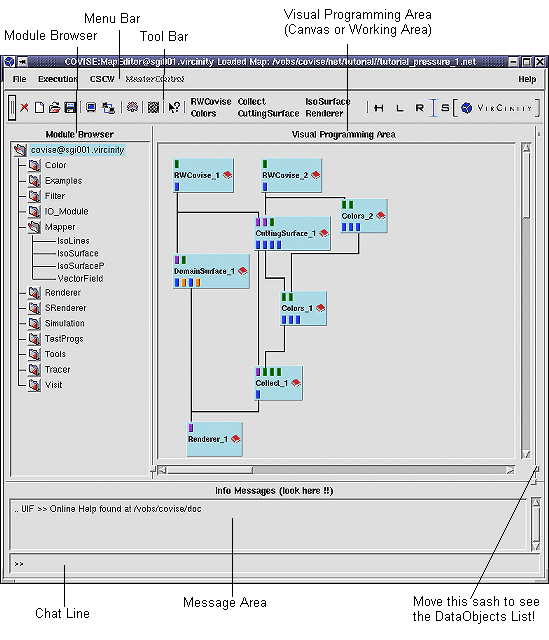 Menu Bar
Module Browser
Tool Bar
Visual Programming Area
(Canvas or Working Area)
COVISE:MapEditor@sgi001.vircinity Loaded Map: /vobs/covise/net/tutorial//tutorial_pressure_1.net
File Execution CSCW MasterControl Help
RWCovise Collect IsoSurface
Colors CuttingSurface Renderer
H L R I S VIRCINITY
Module Browser
Visual Programming Area
covise@sgi001.vircinity
Color
Examples
Filter
IO_Module
Mapper
IsoLines
IsoSurface
IsoSurfaceP
VectorField
Renderer
SRenderer
Simulation
TestProgs
Tools
Tracer
Visit
RWCovise_1
RWCovise_2
Colors_2
CuttingSurface_1
DomainSurface_1
Colors_1
Collect_1
Renderer_1
Info Messages (look here !!)
.. UIF >> Online Help found at /vobs/covise/doc
>>
Chat Line
Message Area
Move this sash to see
the DataObjects List!